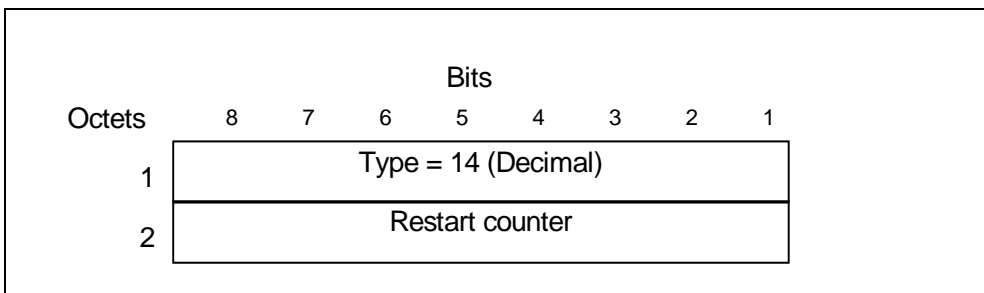 Bits
Octets 8 7 6 5 4 3 2 1
1 Type = 14 (Decimal)
2 Restart counter